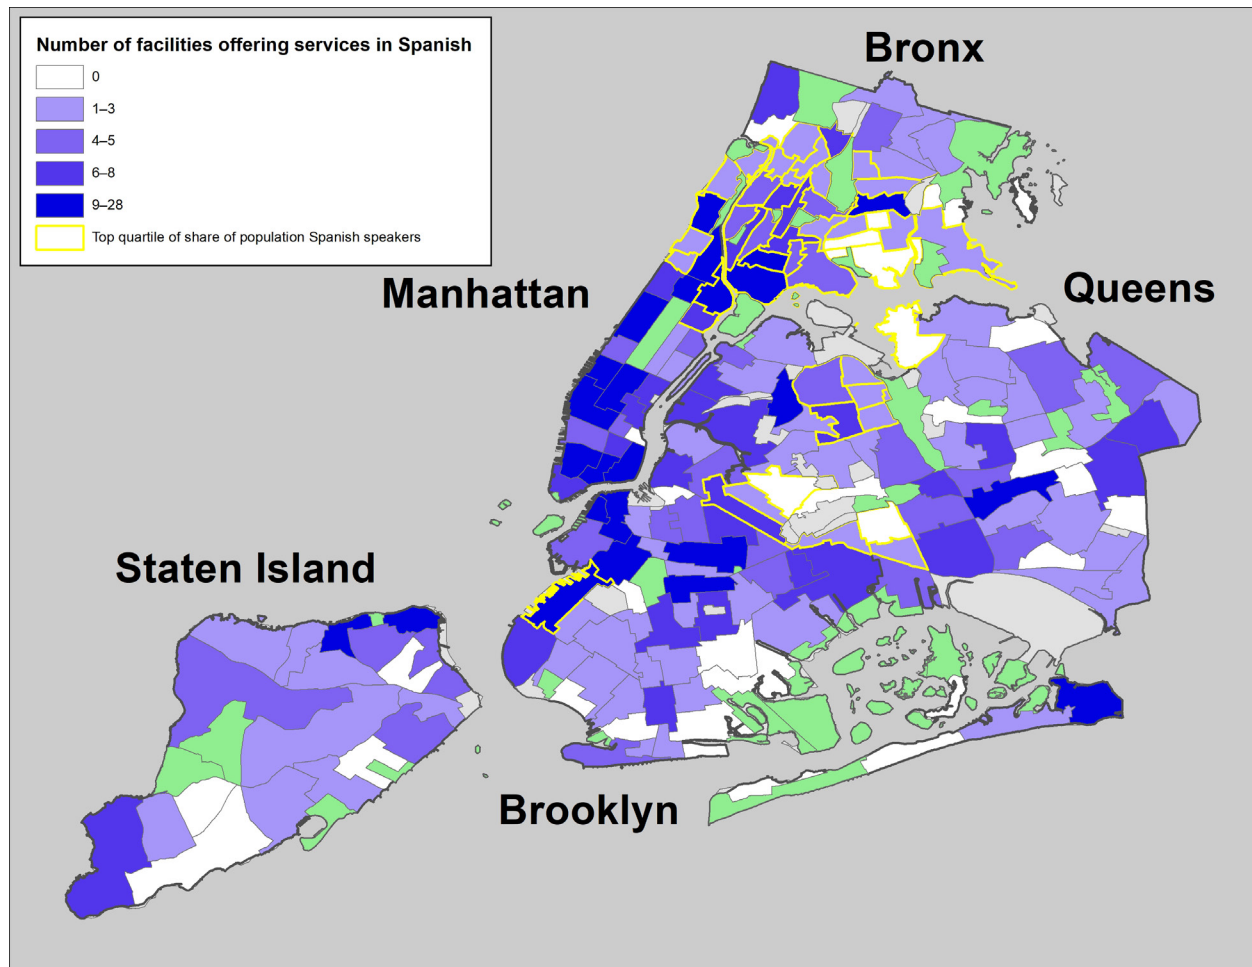 Number of facilities offering services in Spanish
0
1–3
4–5
6–8
9–28
Top quartile of share of population Spanish speakers
Bronx
Manhattan
Queens
Staten Island
Brooklyn